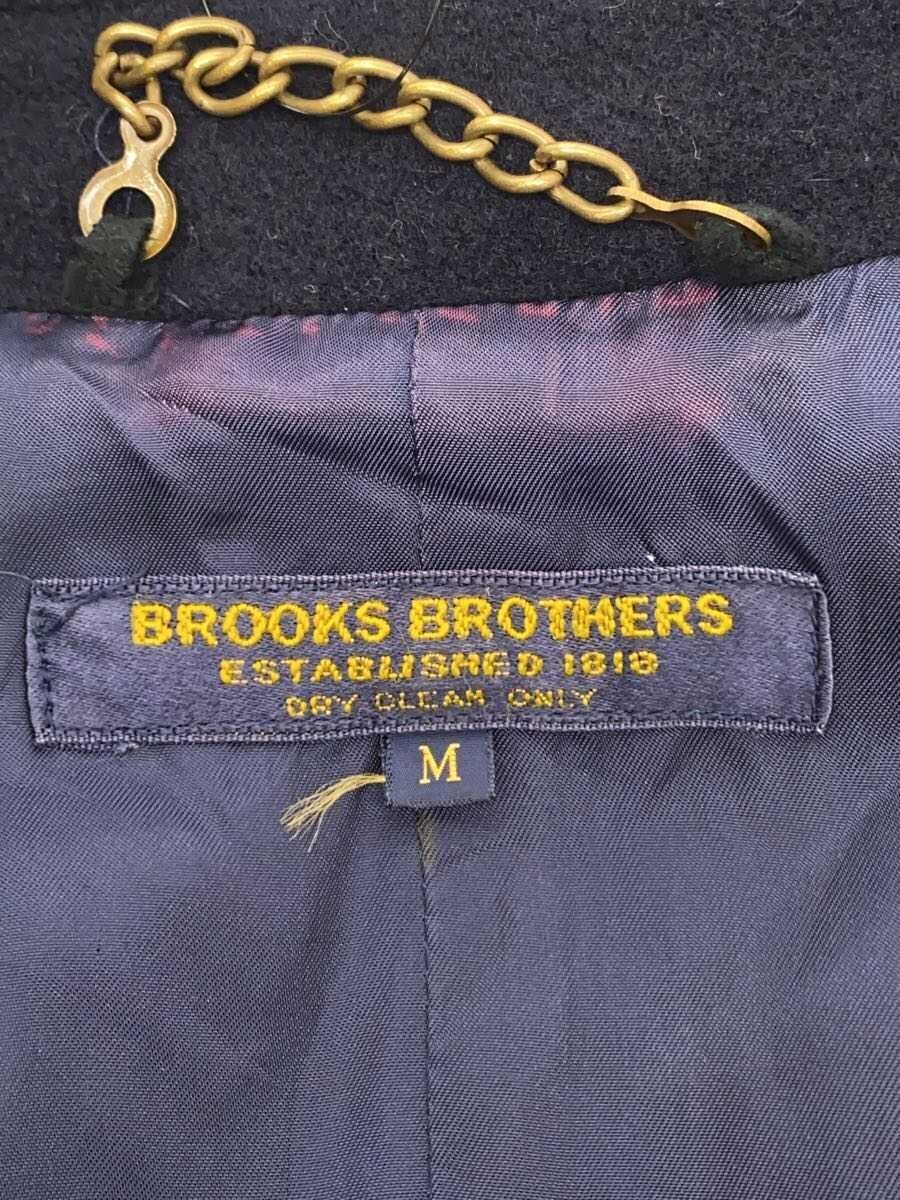 BROOKS BROTHERS
ESTABLISHED 1818
DRY CLEAN ONLY
M